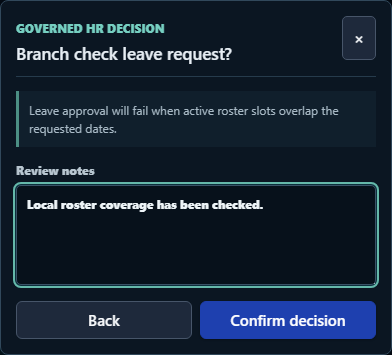 GOVERNED HR DECISION
Branch check leave request?
×
Leave approval will fail when active roster slots overlap the
requested dates.
Review notes
Local roster coverage has been checked.
Back
Confirm decision